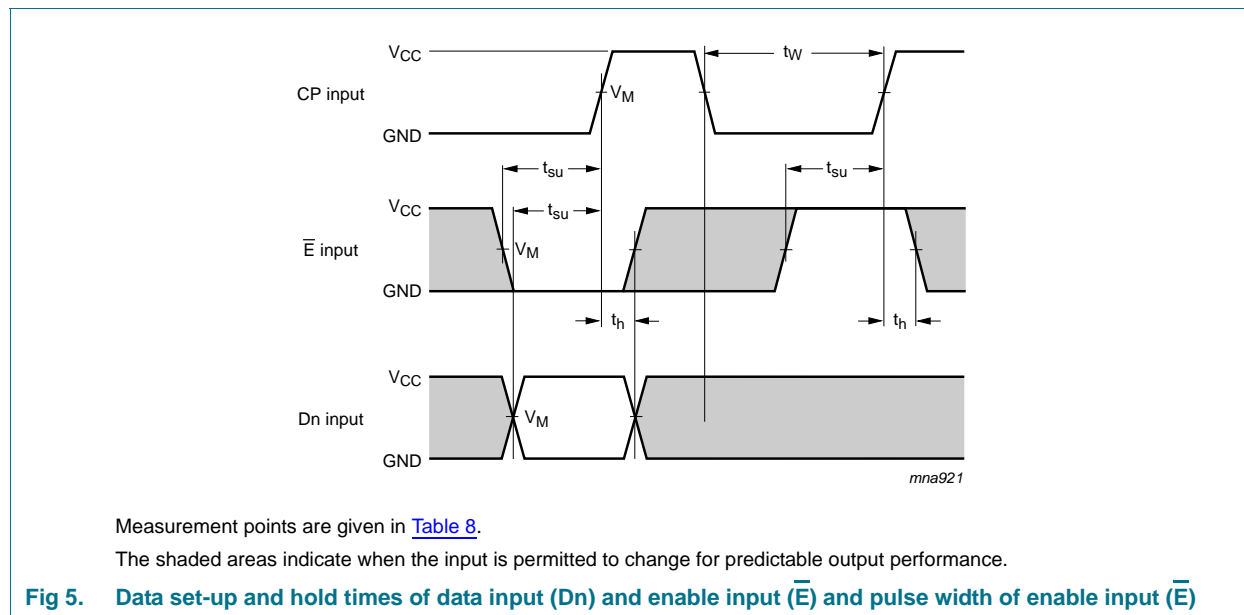 VCC
tW
CP input
VM
GND
tsu
tsu
VCC
tsu
E̅ input
VM
GND
th
th
VCC
Dn input
VM
GND
mna921
Measurement points are given in Table 8.
The shaded areas indicate when the input is permitted to change for predictable output performance.
Fig 5. Data set-up and hold times of data input (Dn) and enable input (E̅) and pulse width of enable input (E̅)